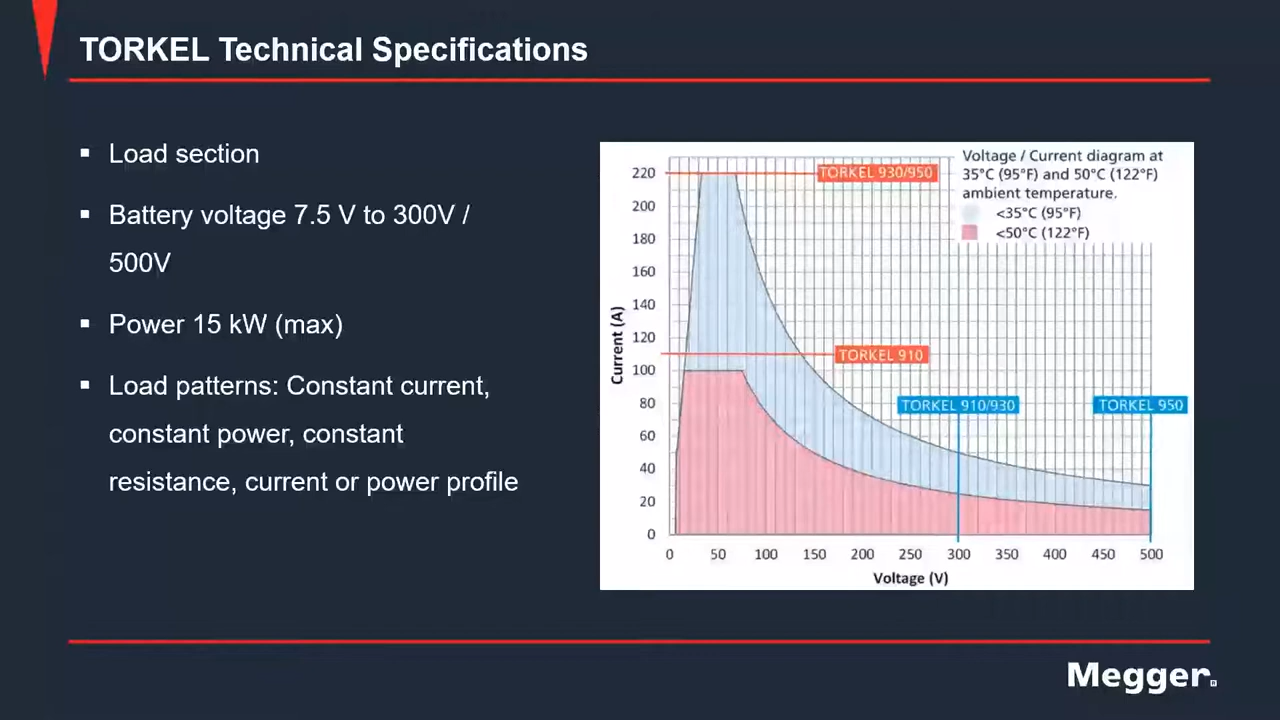 TORKEL Technical Specifications
▪ Load section
▪ Battery voltage 7.5 V to 300V /
500V
▪ Power 15 kW (max)
▪ Load patterns: Constant current,
constant power, constant
resistance, current or power profile
Voltage / Current diagram at
35°C (95°F) and 50°C (122°F)
ambient temperature.
<35°C (95°F)
<50°C (122°F)
TORKEL 930/950
TORKEL 910
TORKEL 910/930
TORKEL 950
Current (A)
220
200
180
160
140
120
100
80
60
40
20
0
0 50 100 150 200 250 300 350 400 450 500
Voltage (V)
Megger